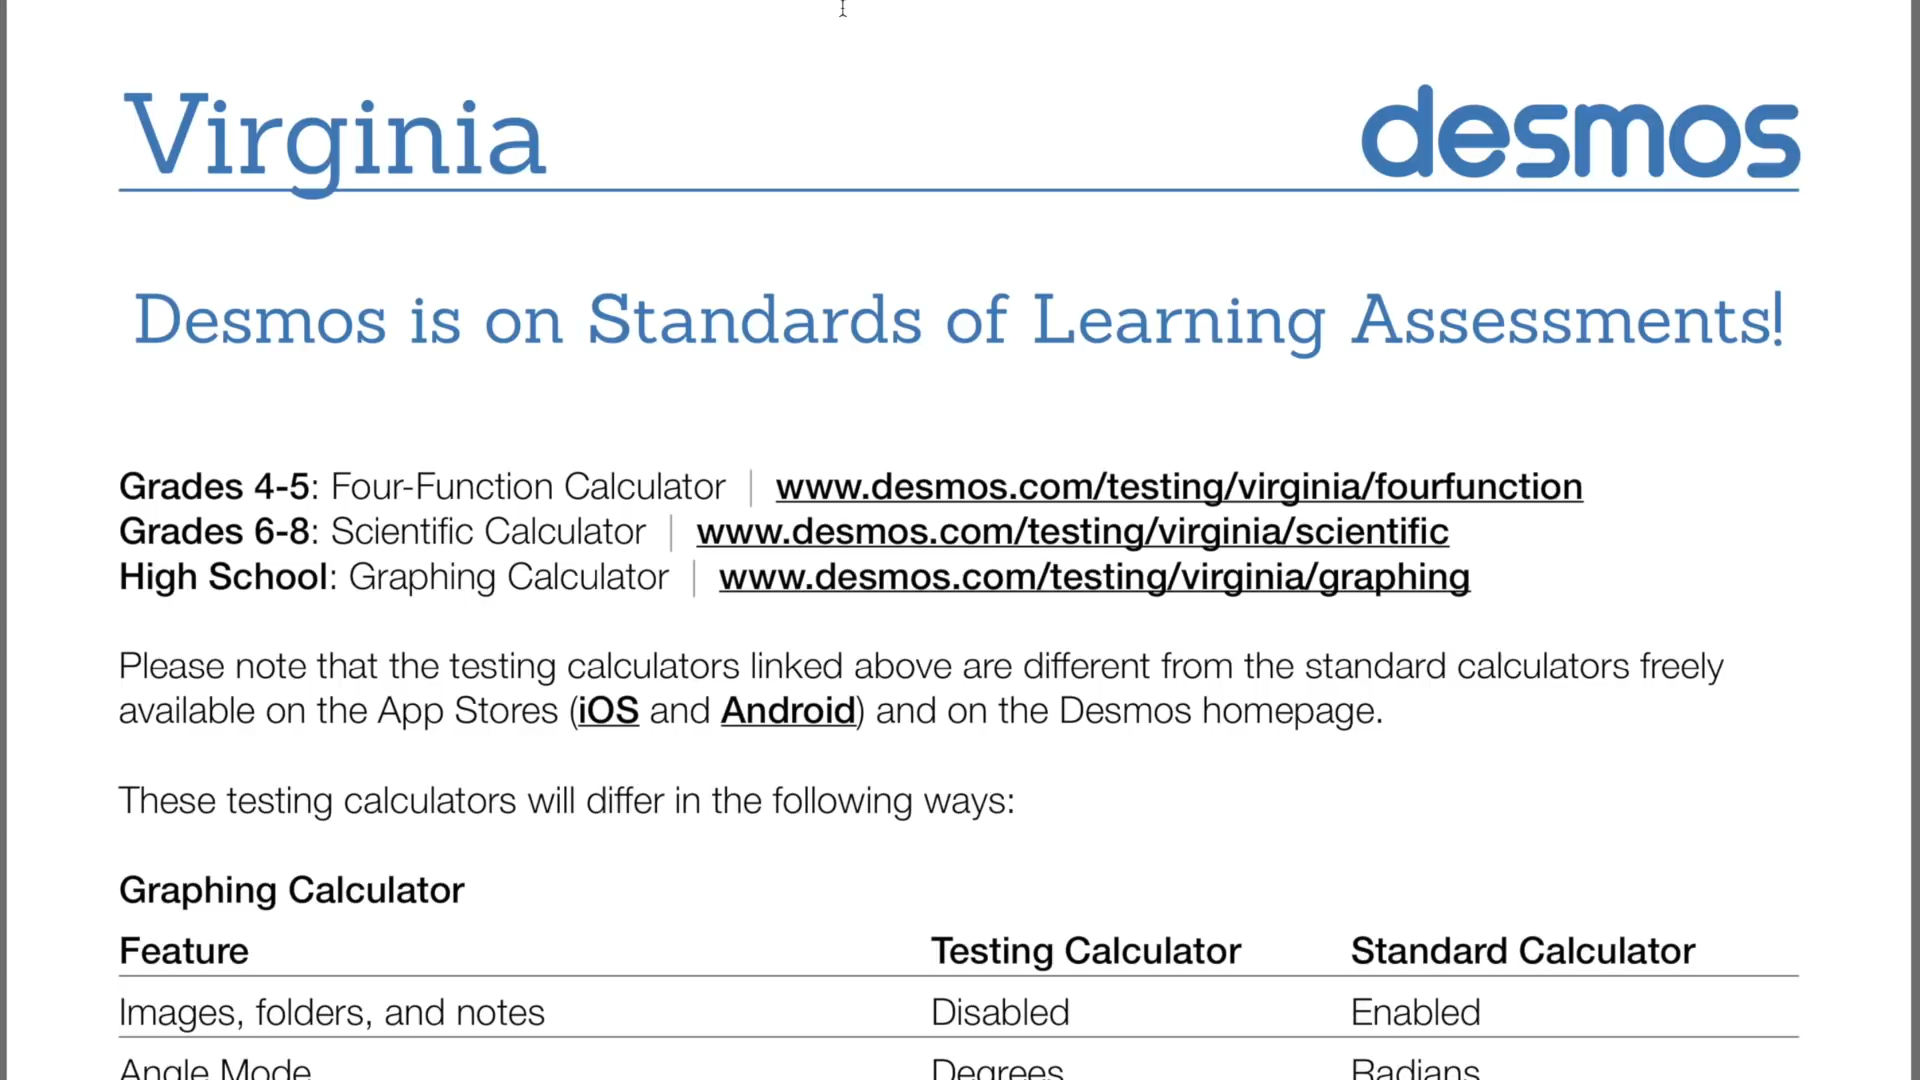 Virginia
desmos
Desmos is on Standards of Learning Assessments!
Grades 4-5: Four-Function Calculator | www.desmos.com/testing/virginia/fourfunction
Grades 6-8: Scientific Calculator | www.desmos.com/testing/virginia/scientific
High School: Graphing Calculator | www.desmos.com/testing/virginia/graphing
Please note that the testing calculators linked above are different from the standard calculators freely
available on the App Stores (iOS and Android) and on the Desmos homepage.
These testing calculators will differ in the following ways:
Graphing Calculator
Feature Testing Calculator Standard Calculator
Images, folders, and notes Disabled Enabled
Angle Mode Degrees Radians